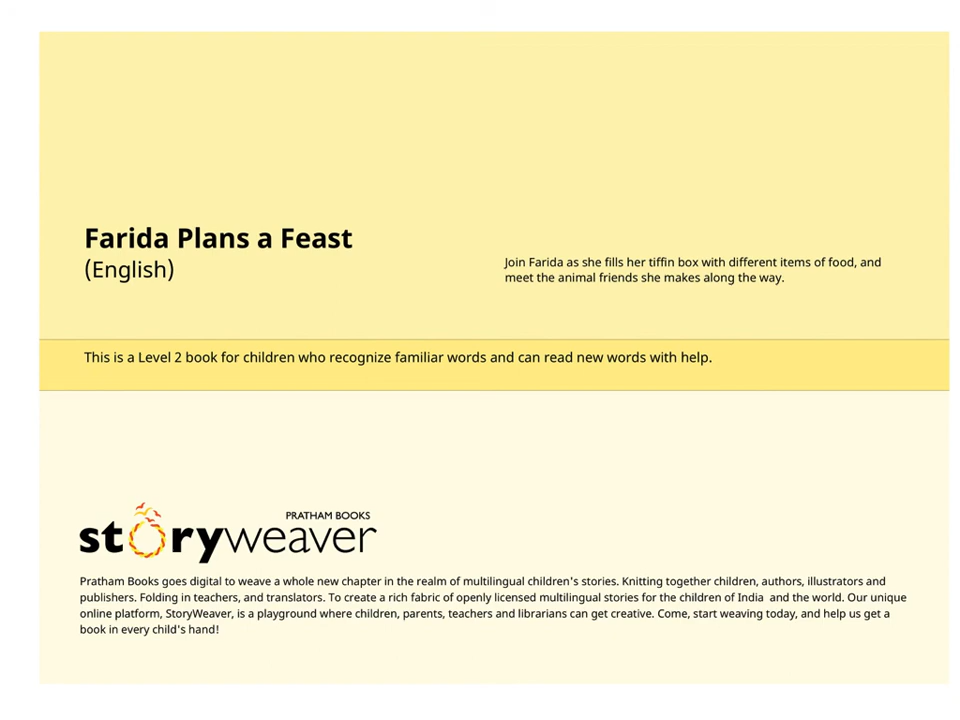 Farida Plans a Feast
(English)
Join Farida as she fills her tiffin box with different items of food, and
meet the animal friends she makes along the way.
This is a Level 2 book for children who recognize familiar words and can read new words with help.
PRATHAM BOOKS
storyweaver
Pratham Books goes digital to weave a whole new chapter in the realm of multilingual children's stories. Knitting together children, authors, illustrators and
publishers. Folding in teachers, and translators. To create a rich fabric of openly licensed multilingual stories for the children of India and the world. Our unique
online platform, StoryWeaver, is a playground where children, parents, teachers and librarians can get creative. Come, start weaving today, and help us get a
book in every child's hand!